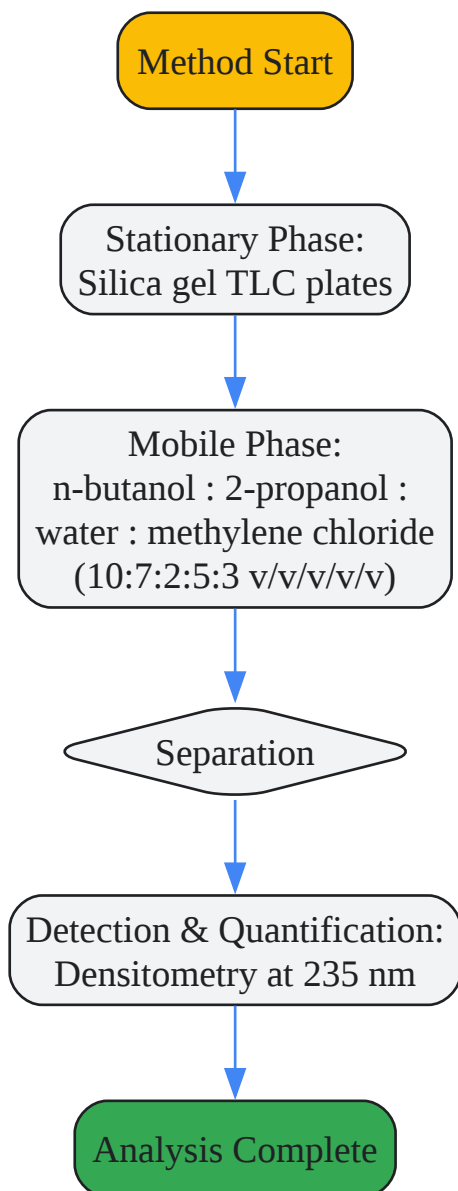 Method Start
Stationary Phase:
Silica gel TLC plates
Mobile Phase:
n-butanol : 2-propanol :
water : methylene chloride
(10:7:2:5:3 v/v/v/v/v)
Separation
Detection & Quantification:
Densitometry at 235 nm
Analysis Complete